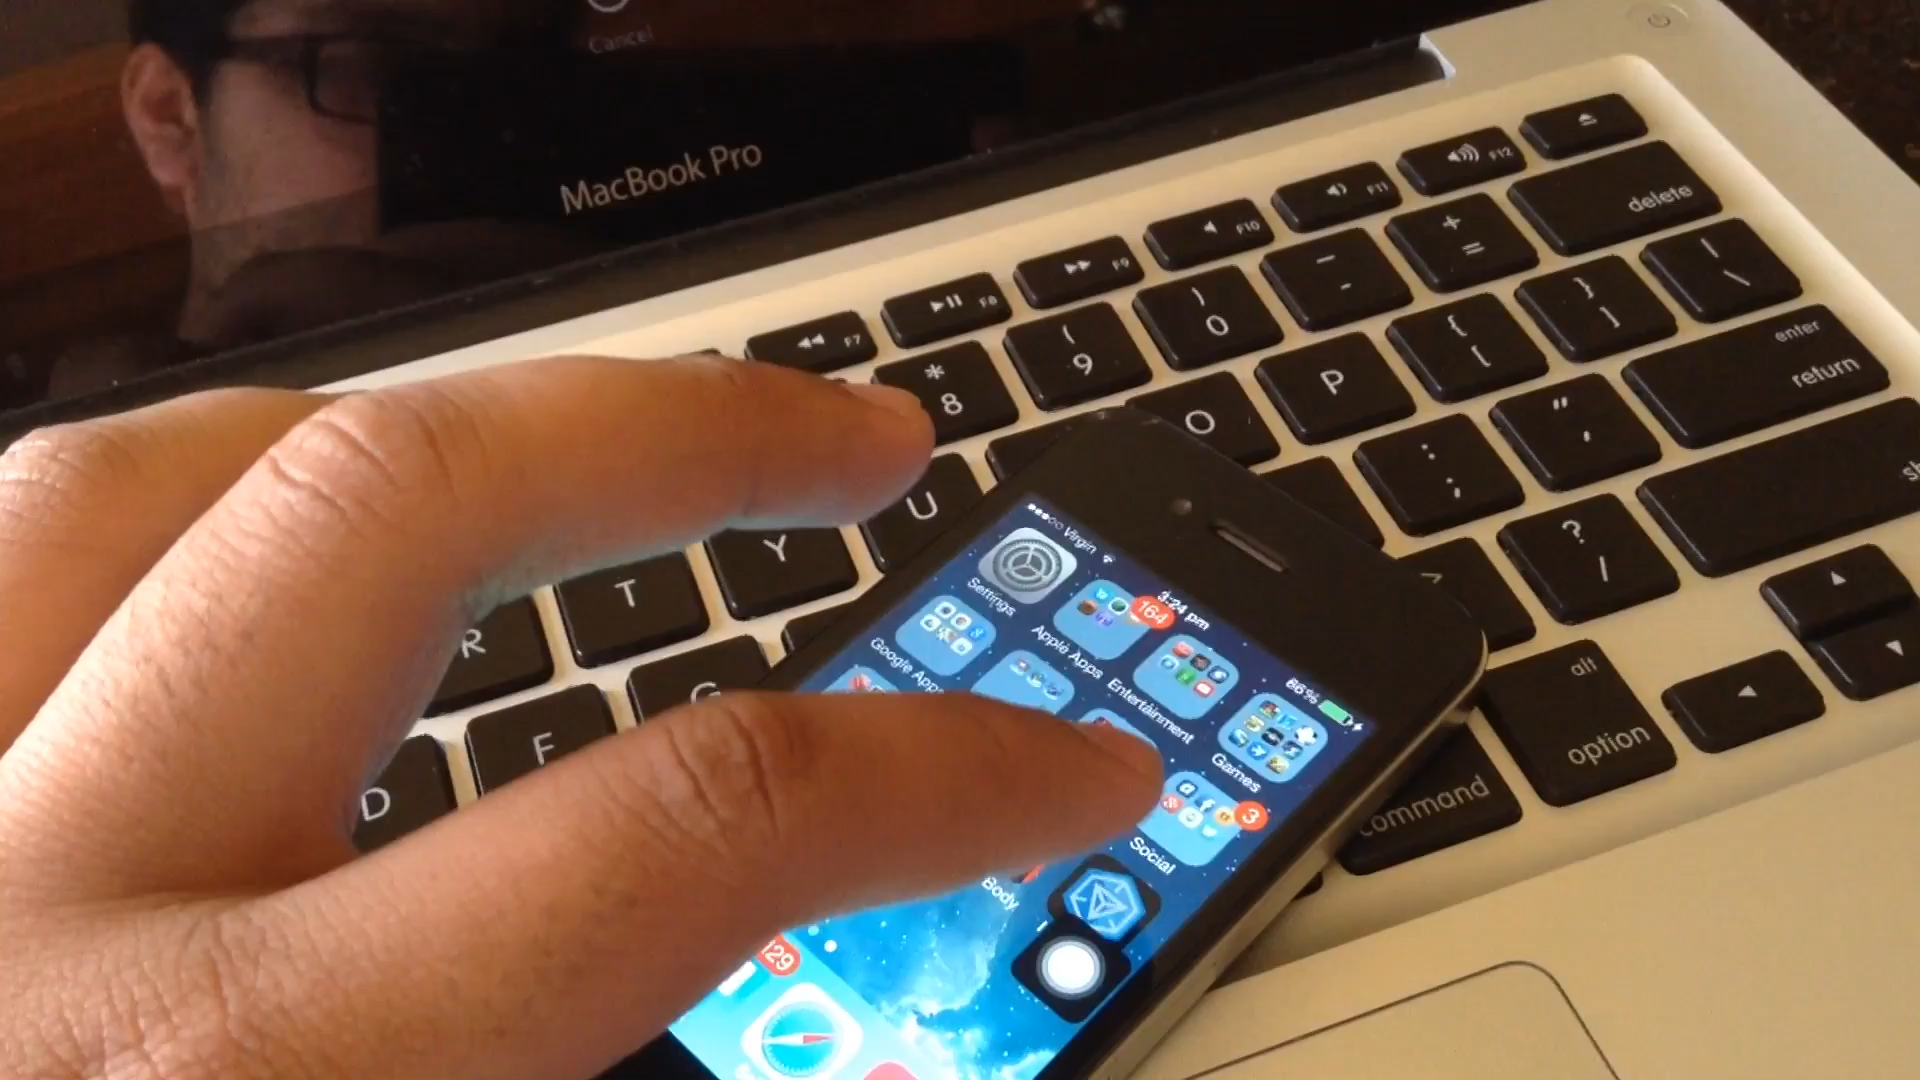 Cancel
MacBook Pro
F7
F8
F9
F10
F11
F12
* 8
( 9
) 0
_ -
+ =
delete
R
T
Y
U
O
P
{ [
} ]
| \
enter
return
D
F
G
: ;
" '
? /
alt
option
command
Virgin
3:24 pm
86%
Settings
Apple Apps
164
Entertainment
Games
Google Apps
Social
3
Body
129